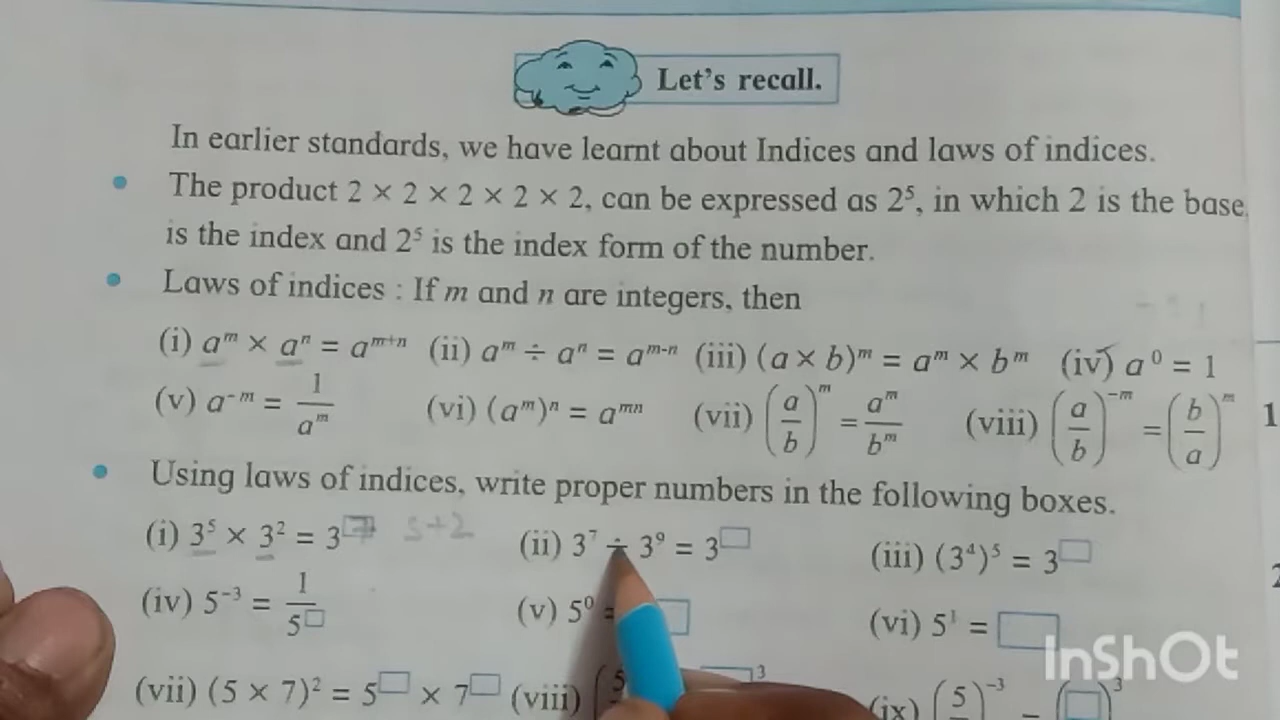 Let's recall.
In earlier standards, we have learnt about Indices and laws of indices.
• The product 2 × 2 × 2 × 2 × 2, can be expressed as 2⁵, in which 2 is the base
is the index and 2⁵ is the index form of the number.
• Laws of indices : If m and n are integers, then
(i) aᵐ × aⁿ = aᵐ⁺ⁿ (ii) aᵐ ÷ aⁿ = aᵐ⁻ⁿ (iii) (a × b)ᵐ = aᵐ × bᵐ (iv) a⁰ = 1
(v) a⁻ᵐ = 1/aᵐ (vi) (aᵐ)ⁿ = aᵐⁿ (vii) (a/b)ᵐ = aᵐ/bᵐ (viii) (a/b)⁻ᵐ = (b/a)ᵐ 1
• Using laws of indices, write proper numbers in the following boxes.
(i) 3⁵ × 3² = 3⁷ 5+2 (ii) 3⁷ ÷ 3⁹ = 3□ (iii) (3⁴)⁵ = 3□
(iv) 5⁻³ = 1/5□ (v) 5⁰ = □ (vi) 5¹ = □
(vii) (5 × 7)² = 5□ × 7□ (viii) (5 □³ (ix) (5 ⁻³ = (□ ³
InShOt